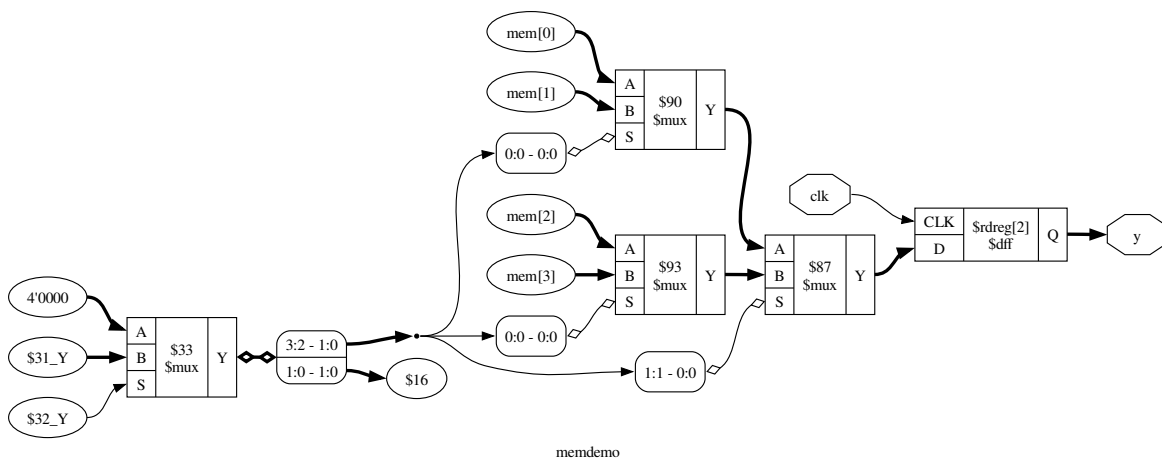 mem[0]
mem[1]
A
B
S
$90
$mux
Y
0:0 - 0:0
mem[2]
mem[3]
A
B
S
$93
$mux
Y
0:0 - 0:0
1:1 - 0:0
A
B
S
$87
$mux
Y
clk
CLK
D
$rdreg[2]
$dff
Q
y
4'0000
$31_Y
$32_Y
A
B
S
$33
$mux
Y
3:2 - 1:0
1:0 - 1:0
$16
memdemo